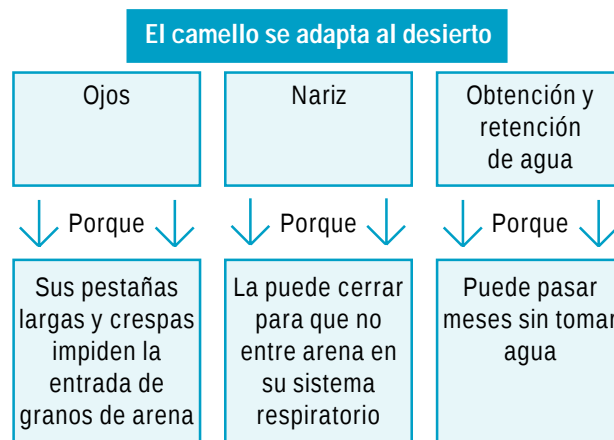 El camello se adapta al desierto
Ojos
Nariz
Obtención y
retención
de agua
Porque
Porque
Porque
Sus pestañas
largas y crespas
impiden la
entrada de
granos de arena
La puede cerrar
para que no
entre arena en
su sistema
respiratorio
Puede pasar
meses sin tomar
agua